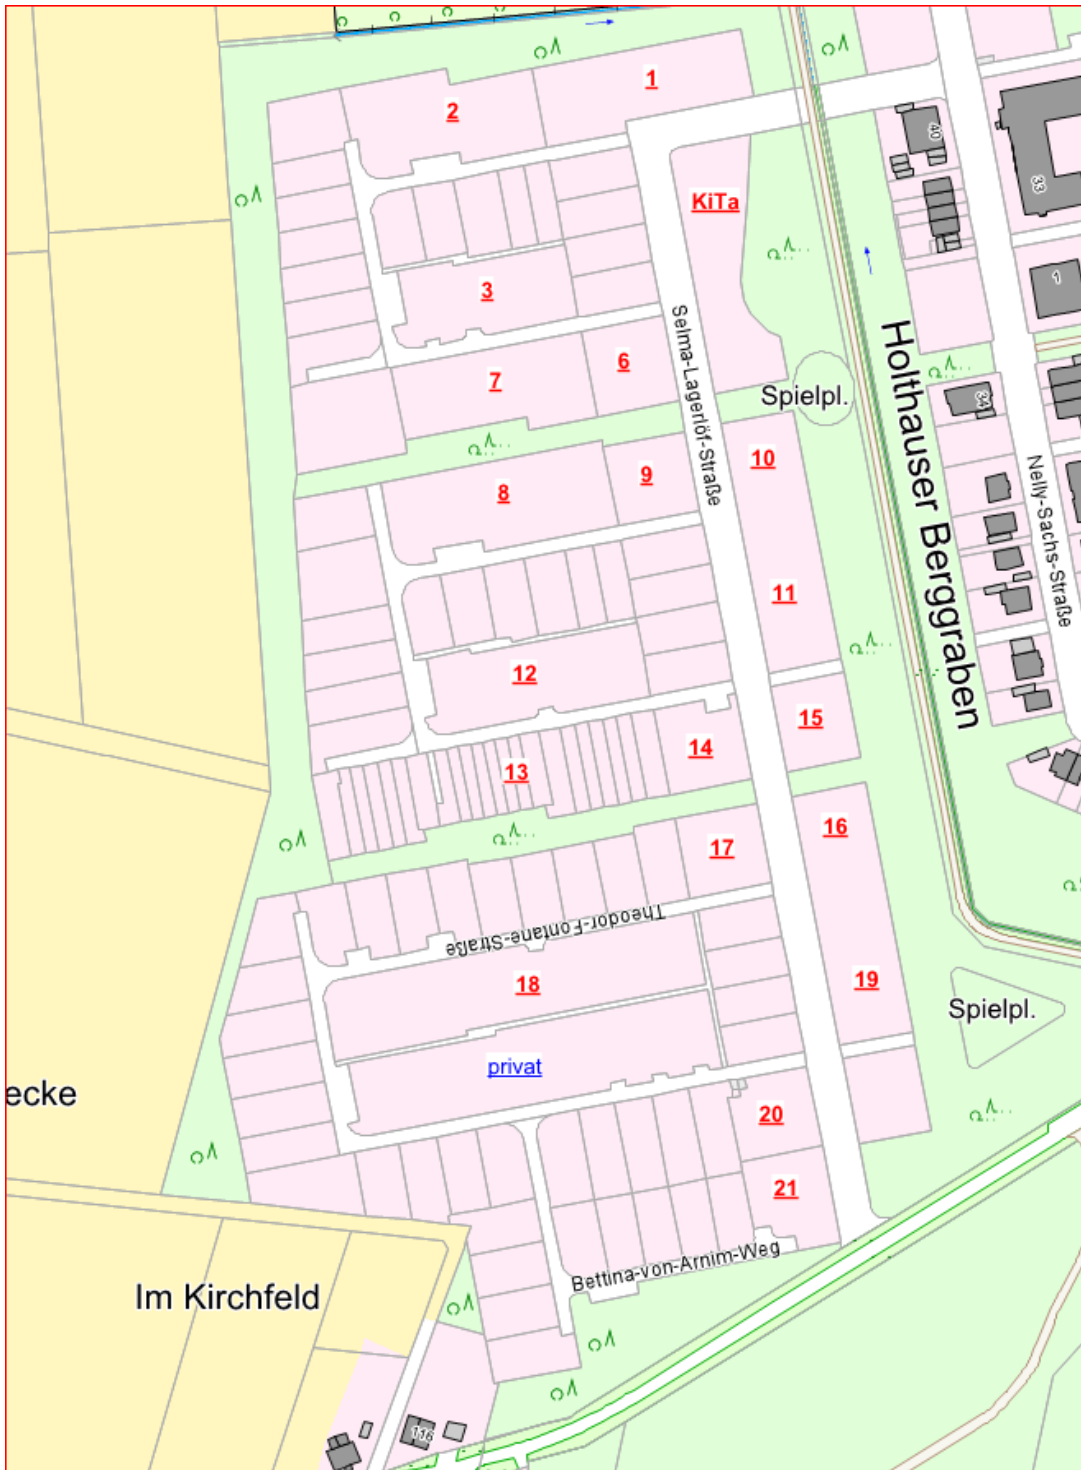 1
2
40
33
KiTa
3
1
Selma-Lagerlöf-Straße
6
7
Spielpl.
34
Holthauser Berggraben
10
9
8
Nelly-Sachs-Straße
11
12
15
14
13
16
17
Theodor-Fontane-Straße
18
19
Spielpl.
privat
ecke
20
21
Bettina-von-Arnim-Weg
Im Kirchfeld
116